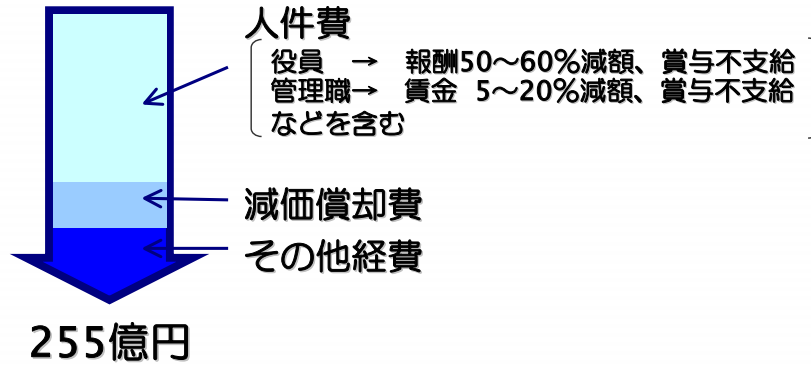 人件費
役員　→　報酬50～60％減額、賞与不支給
管理職→　賃金 5～20％減額、賞与不支給
などを含む
減価償却費
その他経費
255億円